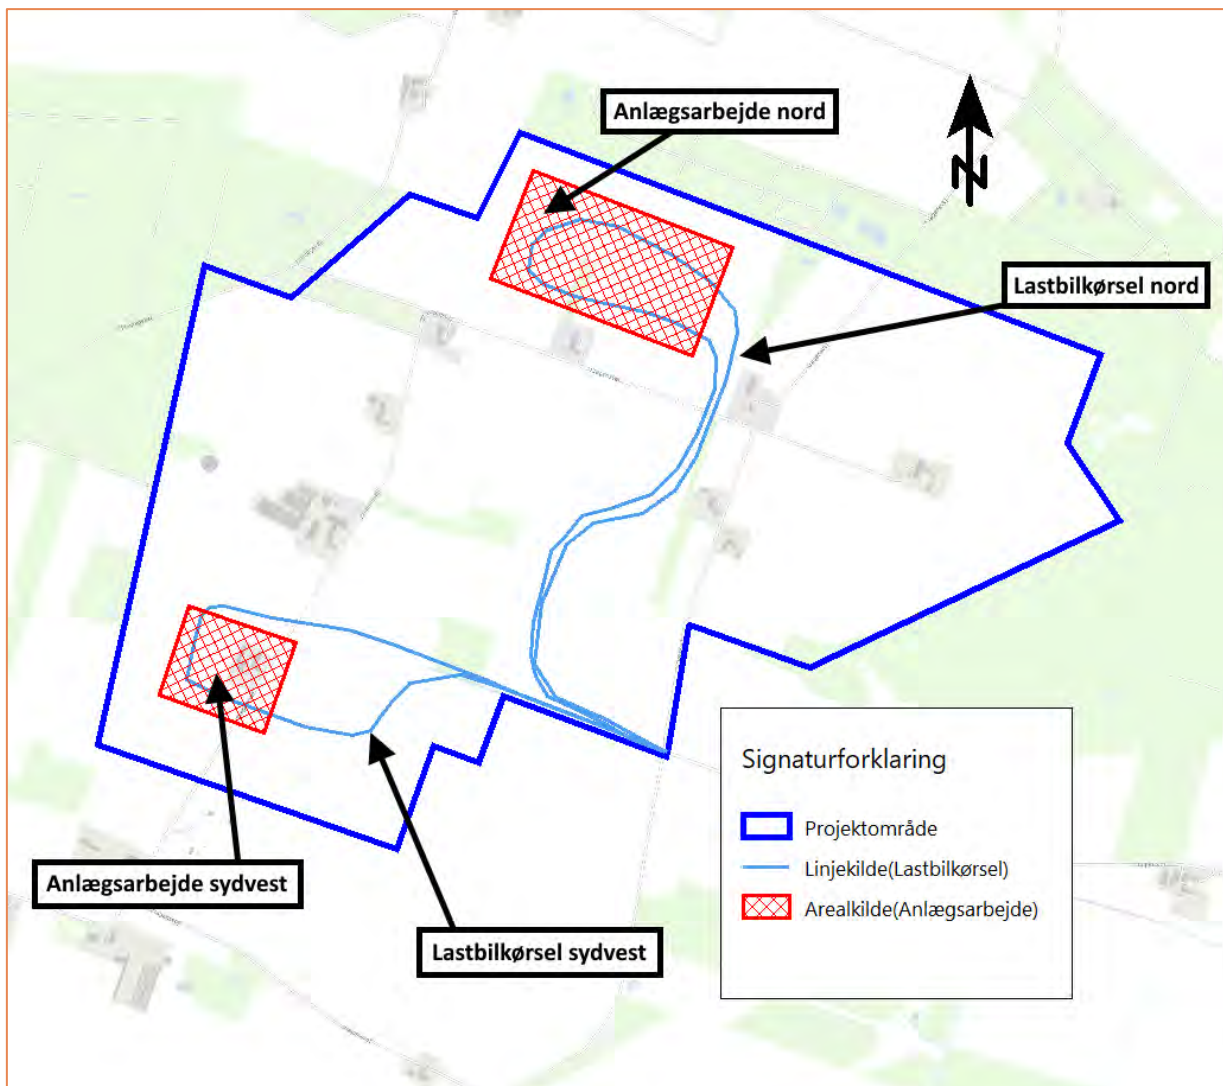 Anlægsarbejde nord
N
Lastbilkørsel nord
Signaturforklaring
Projektområde
Linjekilde(Lastbilkørsel)
Arealkilde(Anlægsarbejde)
Anlægsarbejde sydvest
Lastbilkørsel sydvest